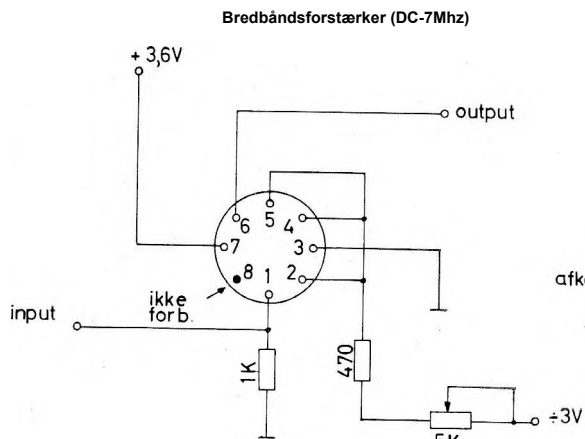 Bredbåndsforstærker (DC-7Mhz)
+ 3,6V
output
5
6
4
7
3
8
1
2
ikke
forb.
input
1K
470
÷3V
5K